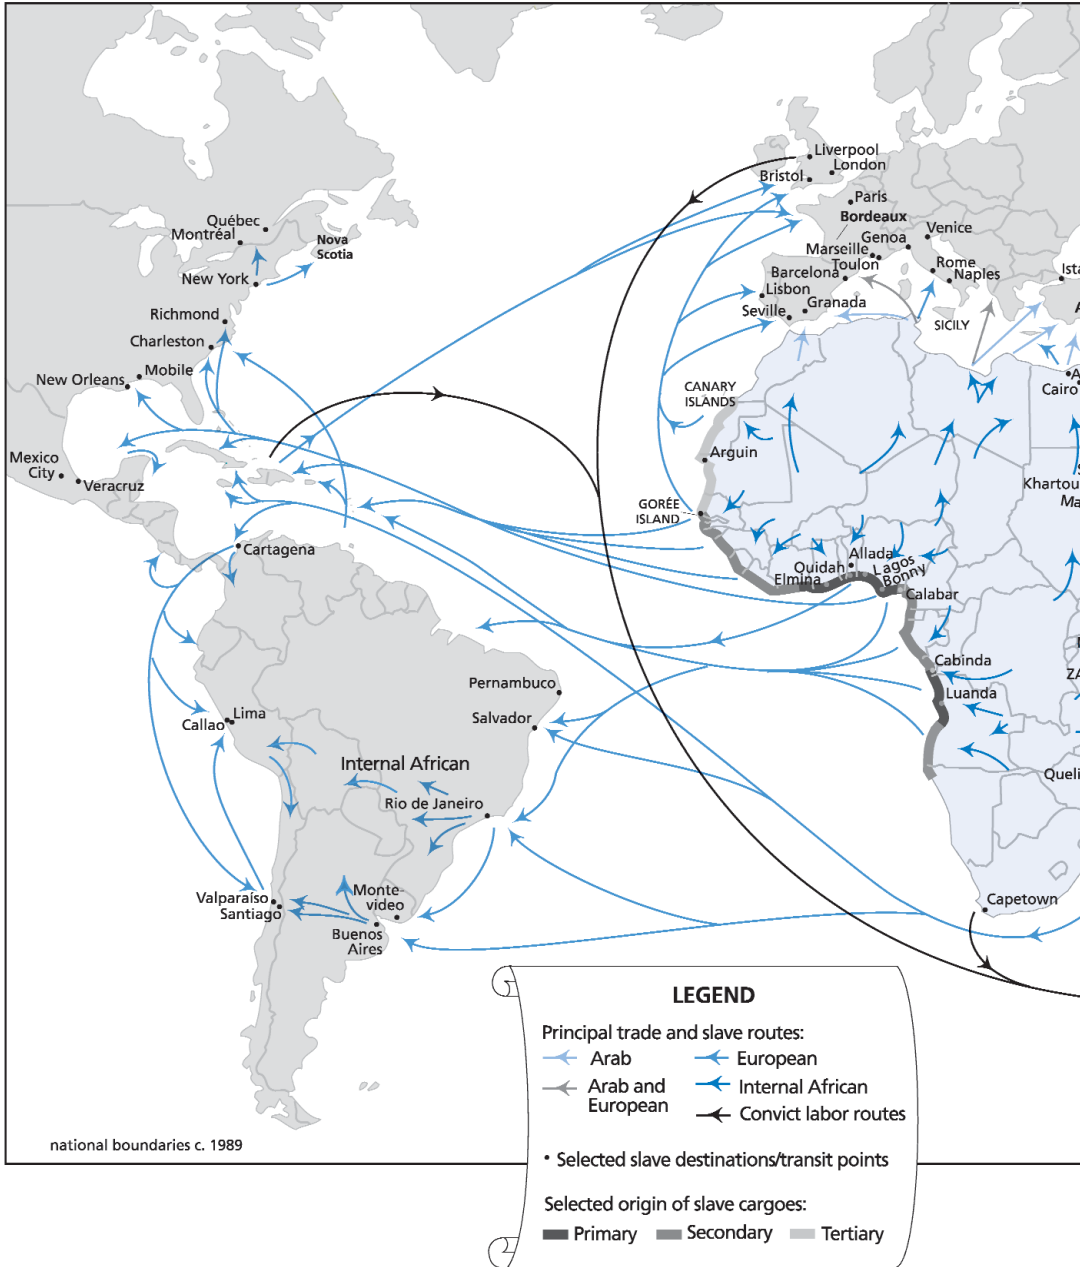 Liverpool
London
Bristol
Paris
Bordeaux
Québec
Montréal
Nova
Scotia
Venice
Genoa
Marseille
Toulon
Rome
Naples
Barcelona
New York
Lisbon
Granada
Seville
SICILY
Richmond
Charleston
Mobile
New Orleans
Cairo
CANARY
ISLANDS
Mexico
City
Veracruz
Arguin
GORÉE
ISLAND
Khartou
Ma
Cartagena
Allada
Quidah
Lagos
Elmina
Bonny
Calabar
Cabinda
ZA
Luanda
Pernambuco
Salvador
Lima
Callao
Internal African
Rio de Janeiro
Queli
Capetown
Valparaíso
Santiago
Monte-
video
Buenos
Aires
LEGEND
Principal trade and slave routes:
Arab
European
Arab and
European
Internal African
Convict labor routes
national boundaries c. 1989
Selected slave destinations/transit points
Selected origin of slave cargoes:
Primary
Secondary
Tertiary